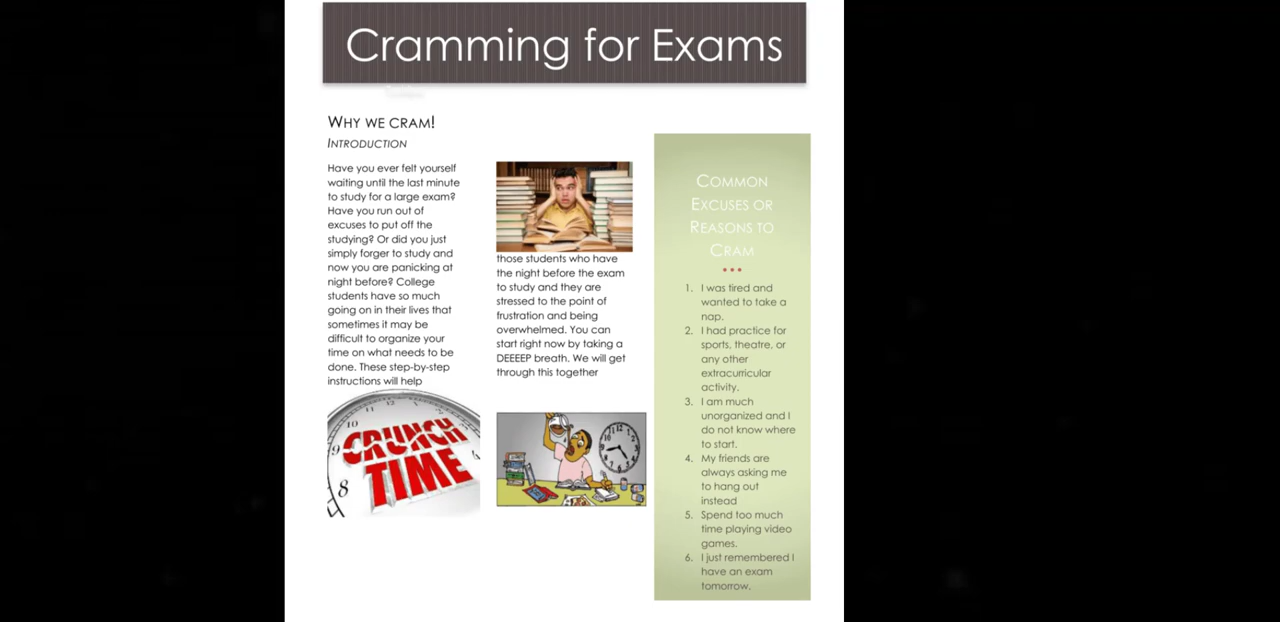 Cramming for Exams
WHY WE CRAM!
INTRODUCTION
Have you ever felt yourself
waiting until the last minute
to study for a large exam?
Have you run out of
excuses to put off the
studying? Or did you just
simply forger to study and
now you are panicking at
night before? College
students have so much
going on in their lives that
sometimes it may be
difficult to organize your
time on what needs to be
done. These step-by-step
instructions will help
11
12
1
10
9
8
CRUNCH
TIME
those students who have
the night before the exam
to study and they are
stressed to the point of
frustration and being
overwhelmed. You can
start right now by taking a
DEEEEP breath. We will get
through this together
COMMON
EXCUSES OR
REASONS TO
CRAM
1. I was tired and
wanted to take a
nap.
2. I had practice for
sports, theatre, or
any other
extracurricular
activity.
3. I am much
unorganized and I
do not know where
to start.
4. My friends are
always asking me
to hang out
instead
5. Spend too much
time playing video
games.
6. I just remembered I
have an exam
tomorrow.